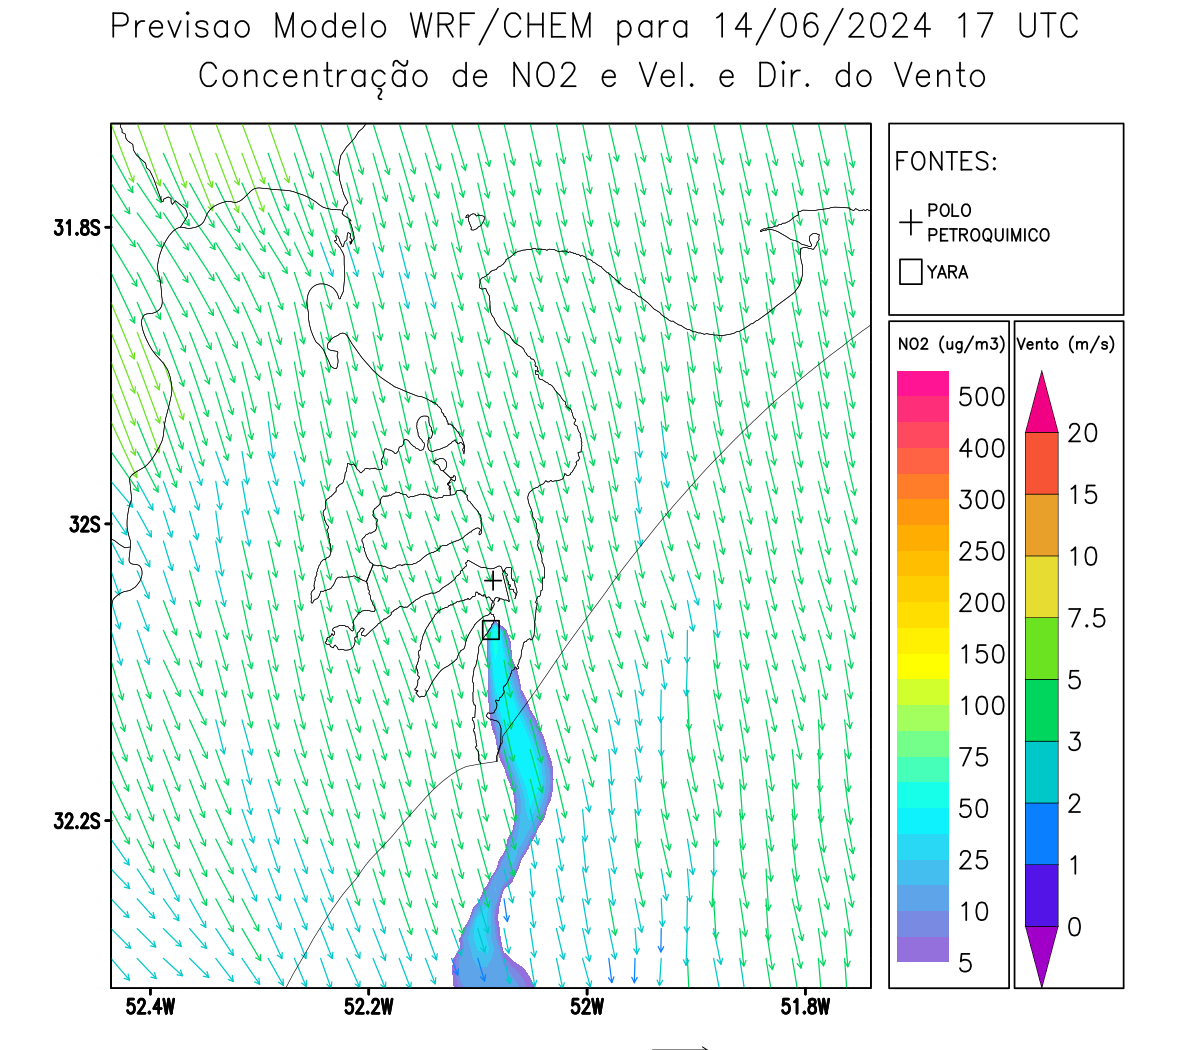 Previsao Modelo WRF/CHEM para 14/06/2024 17 UTC
Concentração de NO2 e Vel. e Dir. do Vento
FONTES:
POLO
PETROQUIMICO
YARA
NO2 (ug/m3)
500
400
300
250
200
150
100
75
50
25
10
5
Vento (m/s)
20
15
10
7.5
5
3
2
1
0
31.8S
32S
32.2S
52.4W
52.2W
52W
51.8W